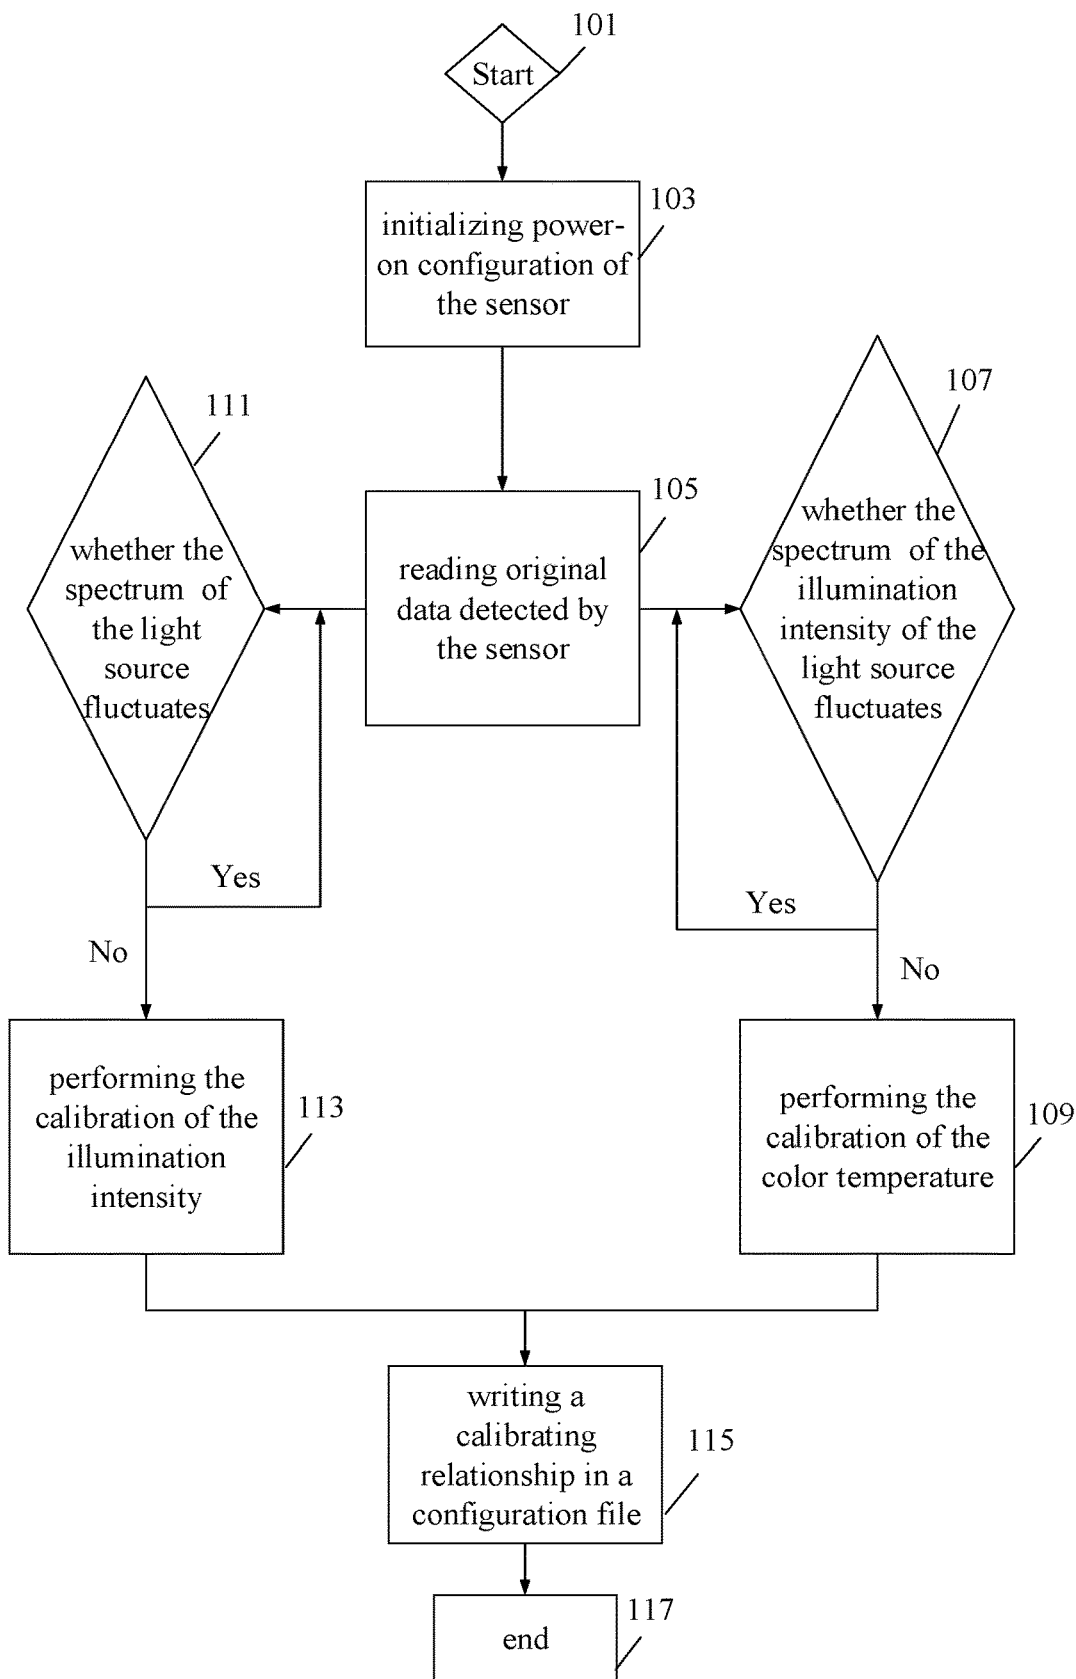 101
Start
103
initializing power-
on configuration of
the sensor
111
107
105
whether the
spectrum of
the light
source
fluctuates
reading original
data detected by
the sensor
whether the
spectrum of the
illumination
intensity of the
light source
fluctuates
Yes
Yes
No
No
performing the
calibration of the
illumination
intensity
113
performing the
calibration of the
color temperature
109
writing a
calibrating
relationship in a
configuration file
115
117
end